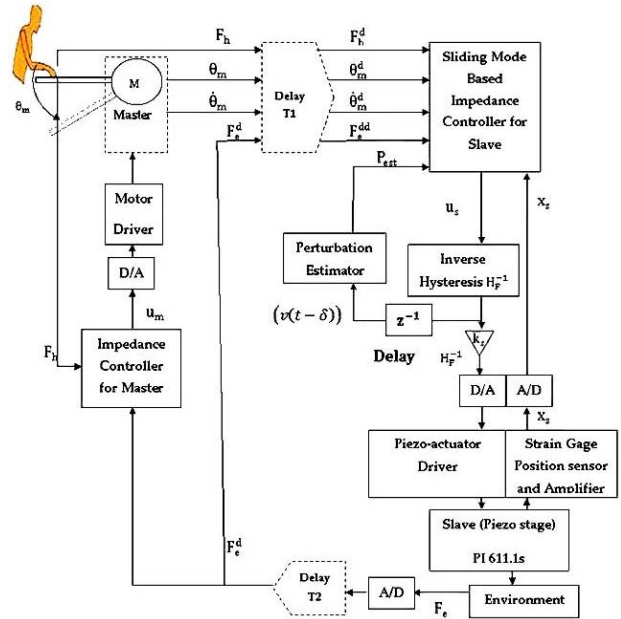 F_h
F_h^d
θ_m
θ_m^d
θ̇_m
θ̇_m^d
F_e^d
F_e^dd
P_est
θ_m
M
Master
Delay
T1
Sliding Mode
Based
Impedance
Controller for
Slave
Motor
Driver
D/A
u_m
F_h
Impedance
Controller
for Master
Perturbation
Estimator
(v(t − δ))
z^−1
Delay
u_s
x_s
Inverse
Hysteresis H_F^−1
k_s
H_F^−1
D/A
A/D
X_s
Piezo-actuator
Driver
Strain Gage
Position sensor
and Amplifier
Slave (Piezo stage)
PI 611.1s
F_e^d
Delay
T2
A/D
F_e
Environment